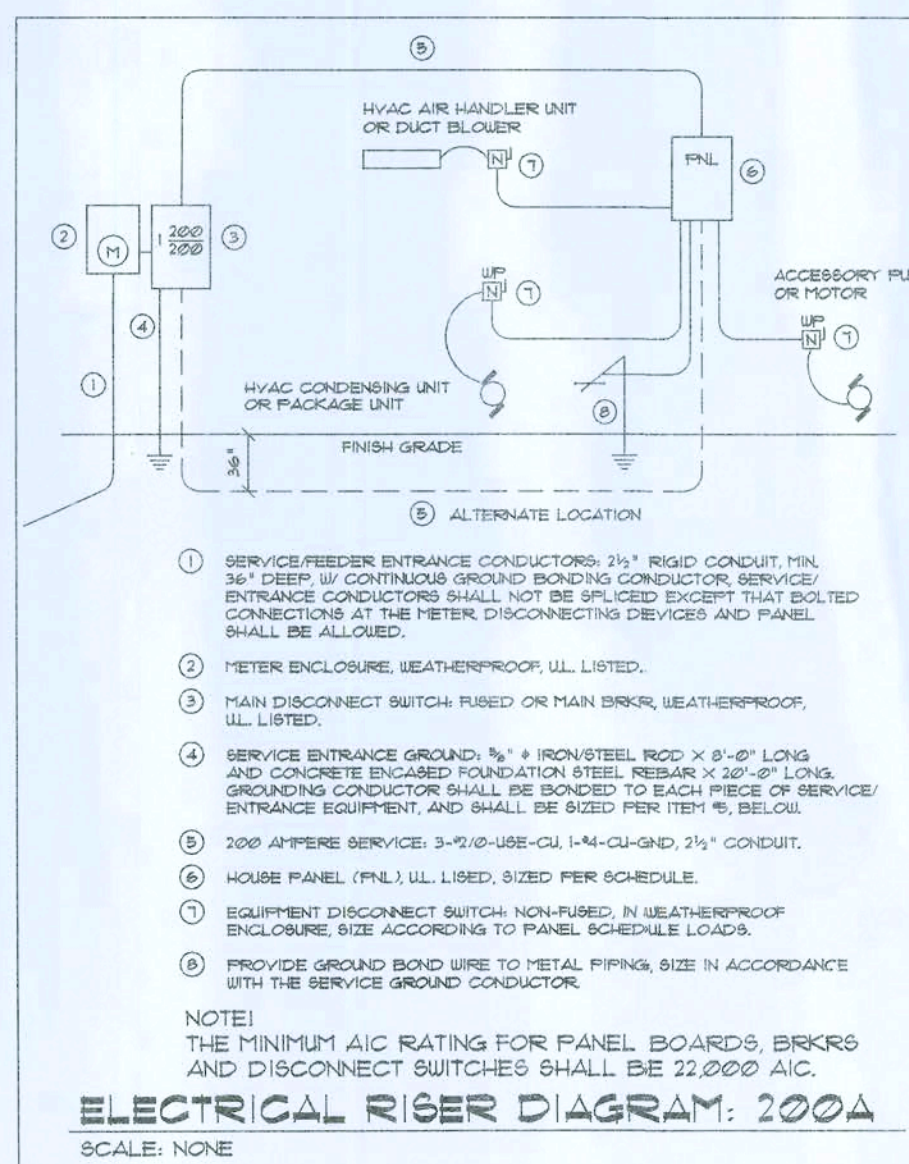 5
HVAC AIR HANDLER UNIT
OR DUCT BLOWER
N
7
PNL
6
2
M
200
200
3
WP
N
7
ACCESSORY
OR MOTOR
WP
N
7
4
1
HVAC CONDENSING UNIT
OR PACKAGE UNIT
8
FINISH GRADE
36"
5 ALTERNATE LOCATION
1 SERVICE/FEEDER ENTRANCE CONDUCTORS: 2½" RIGID CONDUIT, MIN.
36" DEEP, W/ CONTINUOUS GROUND BONDING COINDUCTOR, SERVICE/
ENTRANCE CONDUCTORS SHALL NOT BE SPLICEID EXCEPT THAT BOLTED
CONNECTIONS AT THE METER DISCONNECTING DEVICES AND PANEL
SHALL BE ALLOWED.
2 METER ENCLOSURE, WEATHERPROOF, U.L. LISTED.
3 MAIN DISCONNECT SWITCH: FUSED OR MAIN BRKR, WEATHERPROOF,
U.L. LISTED.
4 SERVICE ENTRANCE GROUND: ⅝" ϕ IRON/STEEL ROD X 8'-0" LONG
AND CONCRETE ENCASED FOUNDATION STEEL REBAR X 20'-0" LONG.
GROUNDING CONDUCTOR SHALL BE BONDED TO EACH PIECE OF SERVICE/
ENTRANCE EQUIPMENT, AND SHALL BE SIZED PER ITEM #5, BELOW.
5 200 AMPERE SERVICE: 3-#2/0-USE-CU, 1-#4-CU-GND, 2½" CONDUIT.
6 HOUSE PANEL (PNL), U.L. LISED, SIZED PER SCHEDULE.
7 EQUIPMENT DISCONNECT SWITCH: NON-FUSED, IN WEATHERPROOF
ENCLOSURE, SIZE ACCORDING TO PANEL SCHEDULE LOADS.
8 PROVIDE GROUND BOND WIRE TO METAL PIPING, SIZE IN ACCORDANCE
WITH THE SERVICE GROUND CONDUCTOR.
NOTE!
THE MINIMUM AIC RATING FOR PANEL BOARDS, BRKRS
AND DISCONNECT SWITCHES SHALL BE 22,000 AIC.
ELECTRICAL RISER DIAGRAM: 200A
SCALE: NONE